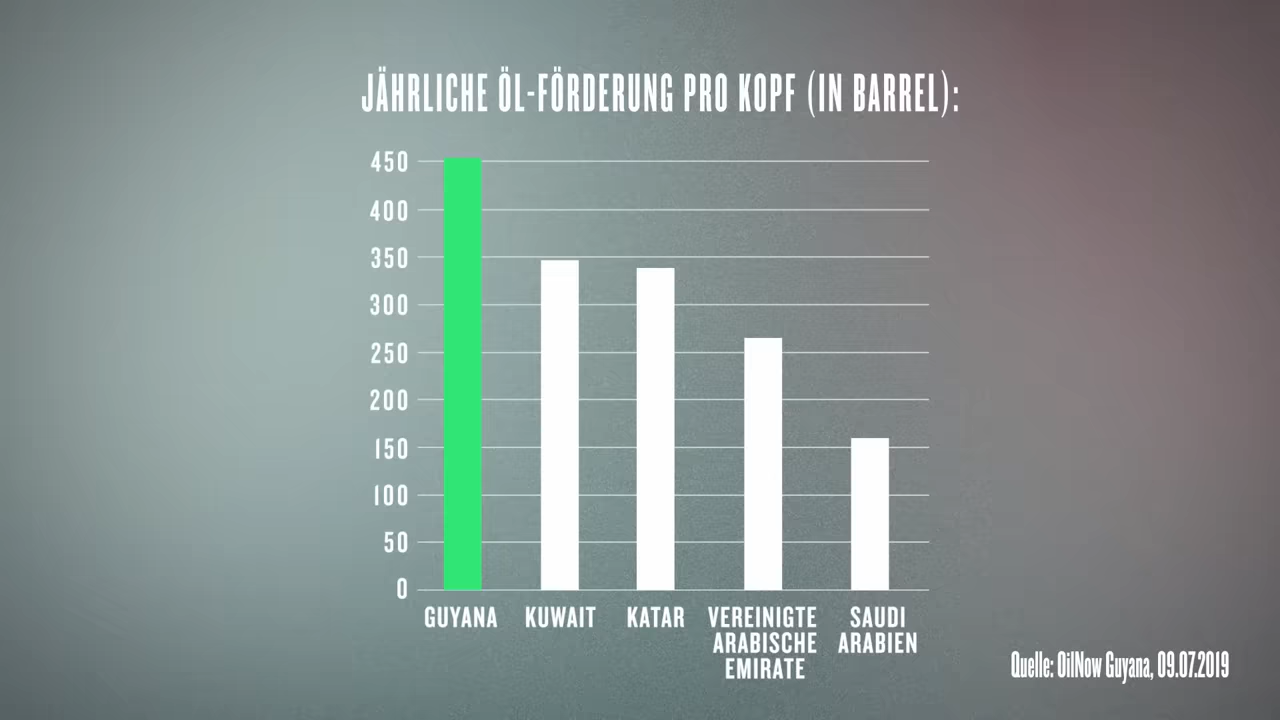 JÄHRLICHE ÖL-FÖRDERUNG PRO KOPF (IN BARREL):
450
400
350
300
250
200
150
100
50
0
GUYANA
KUWAIT
KATAR
VEREINIGTE
ARABISCHE
EMIRATE
SAUDI
ARABIEN
Quelle: OilNow Guyana, 09.07.2019